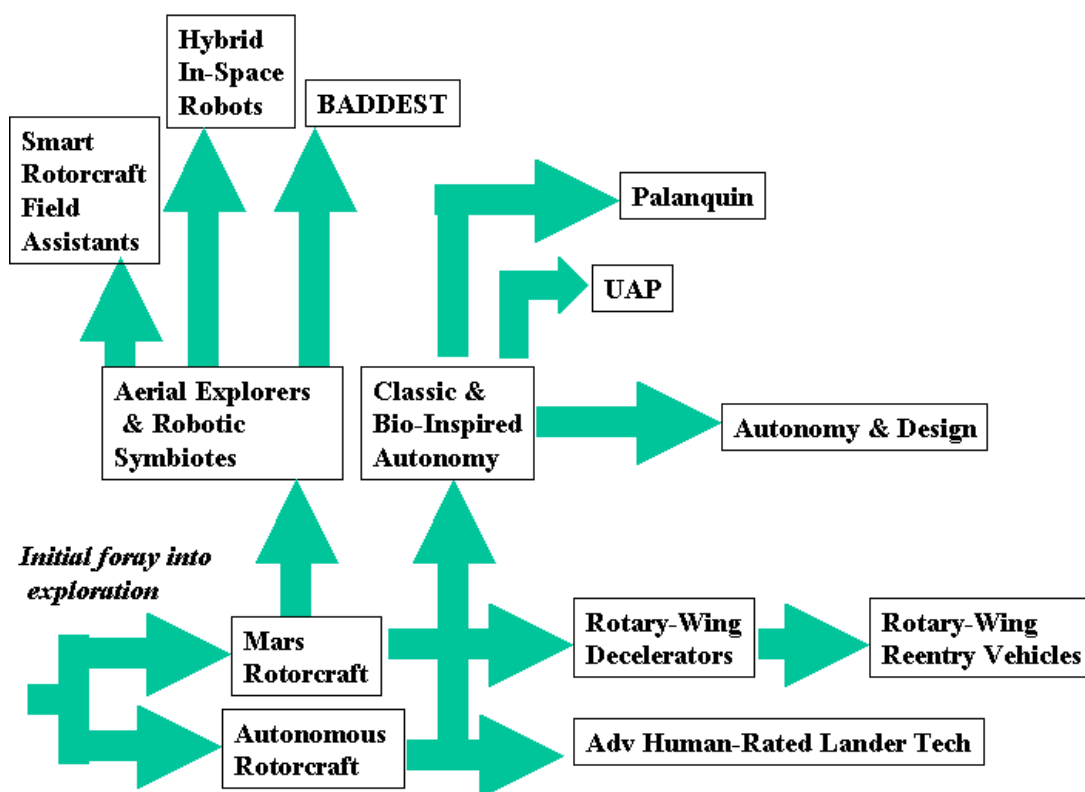 Hybrid
In-Space
Robots
BADDEST
Smart
Rotorcraft
Field
Assistants
Palanquin
UAP
Aerial Explorers
& Robotic
Symbiotes
Classic &
Bio-Inspired
Autonomy
Autonomy & Design
Initial foray into
exploration
Mars
Rotorcraft
Rotary-Wing
Decelerators
Rotary-Wing
Reentry Vehicles
Autonomous
Rotorcraft
Adv Human-Rated Lander Tech